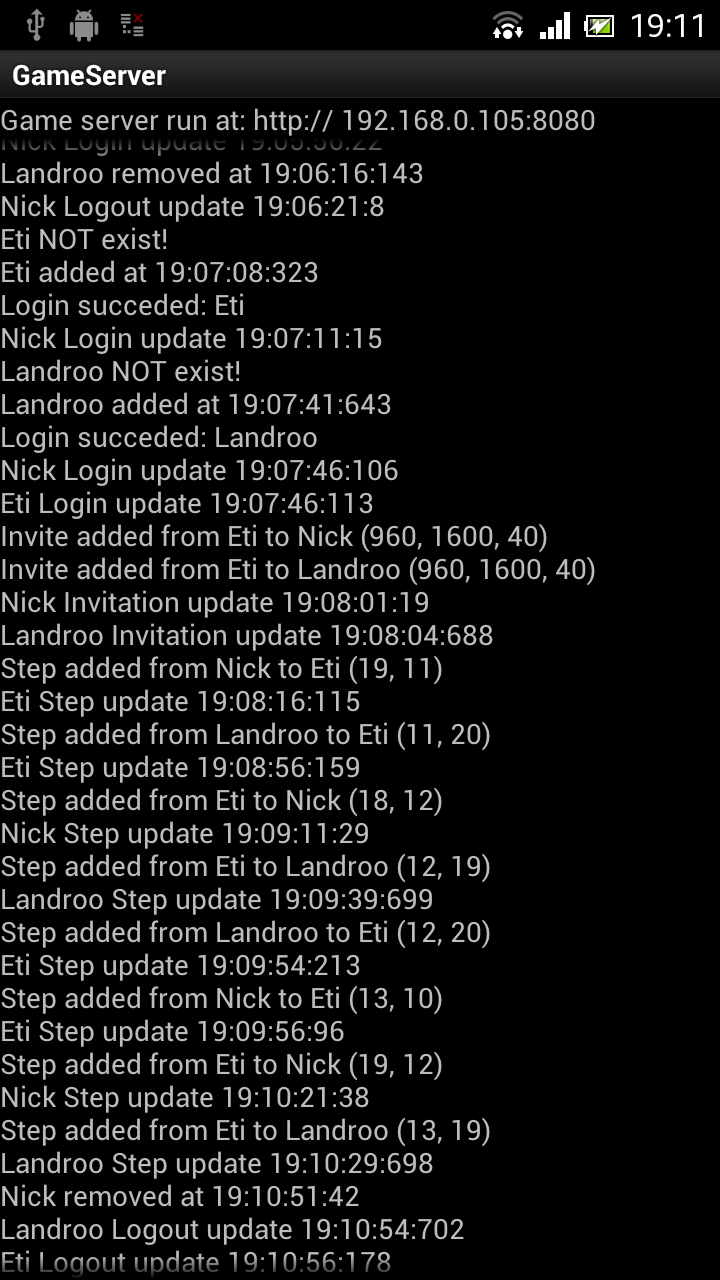 19:11
GameServer
Game server run at: http:// 192.168.0.105:8080
Nick Login update
Landroo removed at 19:06:16:143
Nick Logout update 19:06:21:8
Eti NOT exist!
Eti added at 19:07:08:323
Login succeded: Eti
Nick Login update 19:07:11:15
Landroo NOT exist!
Landroo added at 19:07:41:643
Login succeded: Landroo
Nick Login update 19:07:46:106
Eti Login update 19:07:46:113
Invite added from Eti to Nick (960, 1600, 40)
Invite added from Eti to Landroo (960, 1600, 40)
Nick Invitation update 19:08:01:19
Landroo Invitation update 19:08:04:688
Step added from Nick to Eti (19, 11)
Eti Step update 19:08:16:115
Step added from Landroo to Eti (11, 20)
Eti Step update 19:08:56:159
Step added from Eti to Nick (18, 12)
Nick Step update 19:09:11:29
Step added from Eti to Landroo (12, 19)
Landroo Step update 19:09:39:699
Step added from Landroo to Eti (12, 20)
Eti Step update 19:09:54:213
Step added from Nick to Eti (13, 10)
Eti Step update 19:09:56:96
Step added from Eti to Nick (19, 12)
Nick Step update 19:10:21:38
Step added from Eti to Landroo (13, 19)
Landroo Step update 19:10:29:698
Nick removed at 19:10:51:42
Landroo Logout update 19:10:54:702
Eti Logout update 19:10:56:178